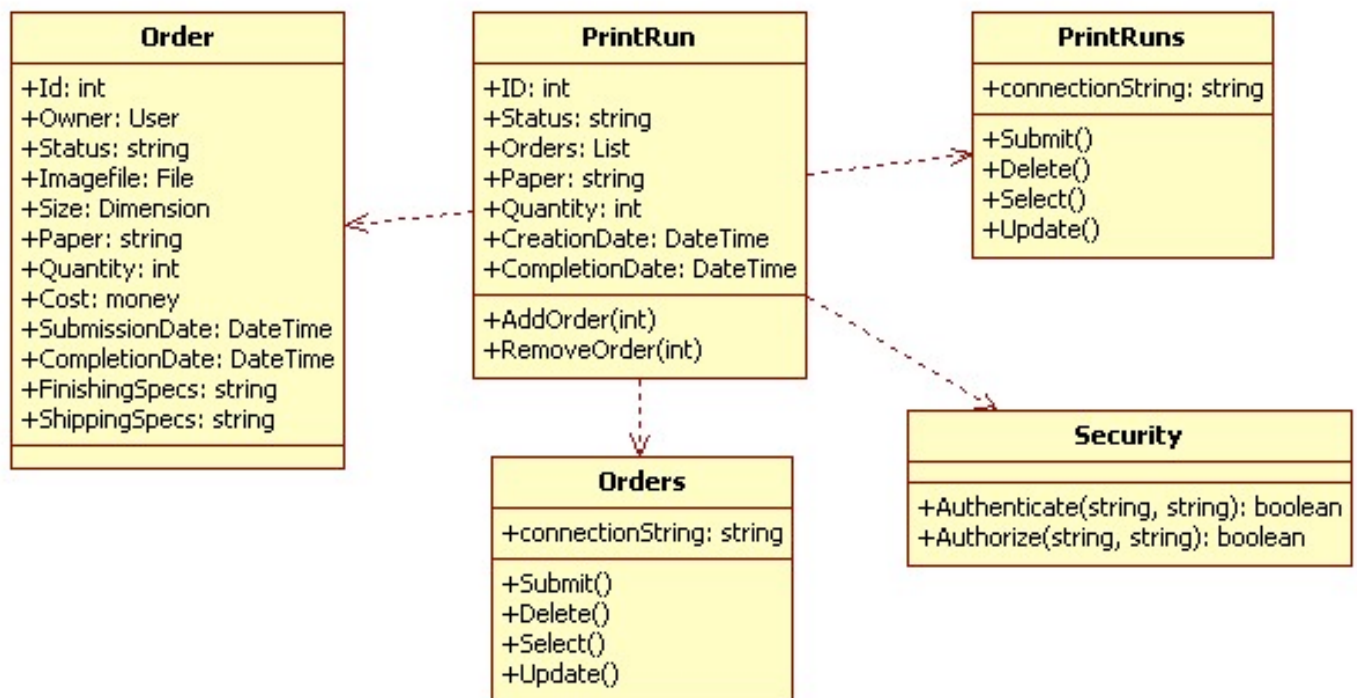 Order
+Id: int
+Owner: User
+Status: string
+Imagefile: File
+Size: Dimension
+Paper: string
+Quantity: int
+Cost: money
+SubmissionDate: DateTime
+CompletionDate: DateTime
+FinishingSpecs: string
+ShippingSpecs: string
PrintRun
+ID: int
+Status: string
+Orders: List
+Paper: string
+Quantity: int
+CreationDate: DateTime
+CompletionDate: DateTime
+AddOrder(int)
+RemoveOrder(int)
PrintRuns
+connectionString: string
+Submit()
+Delete()
+Select()
+Update()
Orders
+connectionString: string
+Submit()
+Delete()
+Select()
+Update()
Security
+Authenticate(string, string): boolean
+Authorize(string, string): boolean